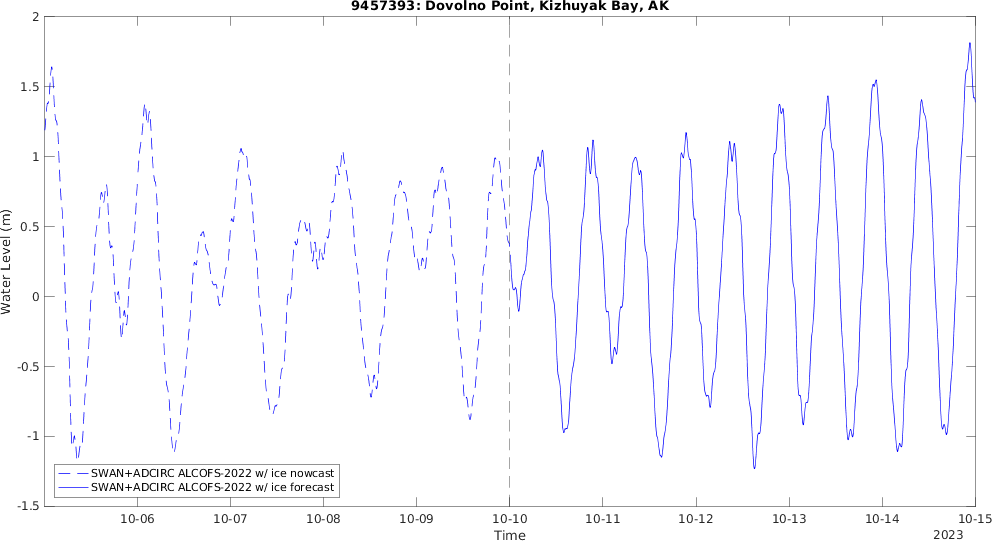 9457393: Dovolno Point, Kizhuyak Bay, AK
Water Level (m)
2
1.5
1
0.5
0
-0.5
-1
-1.5
SWAN+ADCIRC ALCOFS-2022 w/ ice nowcast
SWAN+ADCIRC ALCOFS-2022 w/ ice forecast
10-06 10-07 10-08 10-09 10-10 10-11 10-12 10-13 10-14 10-15
Time
2023